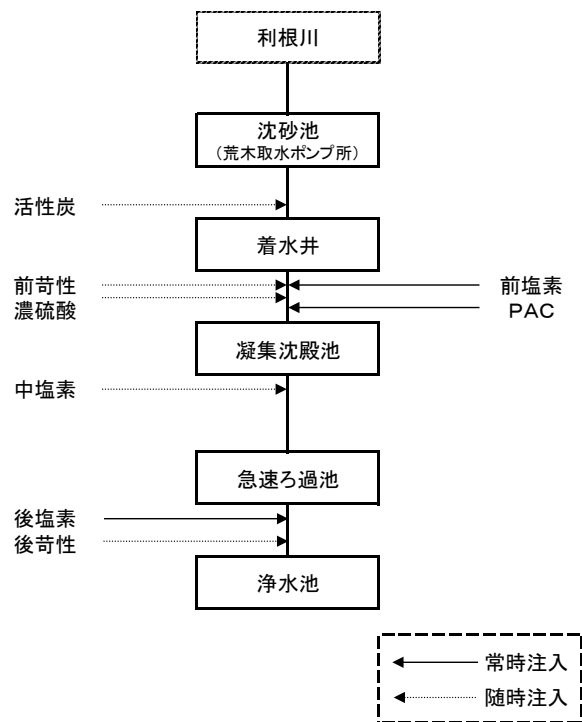 利根川
沈砂池
(荒木取水ポンプ所)
活性炭
着水井
前苛性
前塩素
濃硫酸
PAC
凝集沈殿池
中塩素
急速ろ過池
後塩素
後苛性
浄水池
常時注入
随時注入